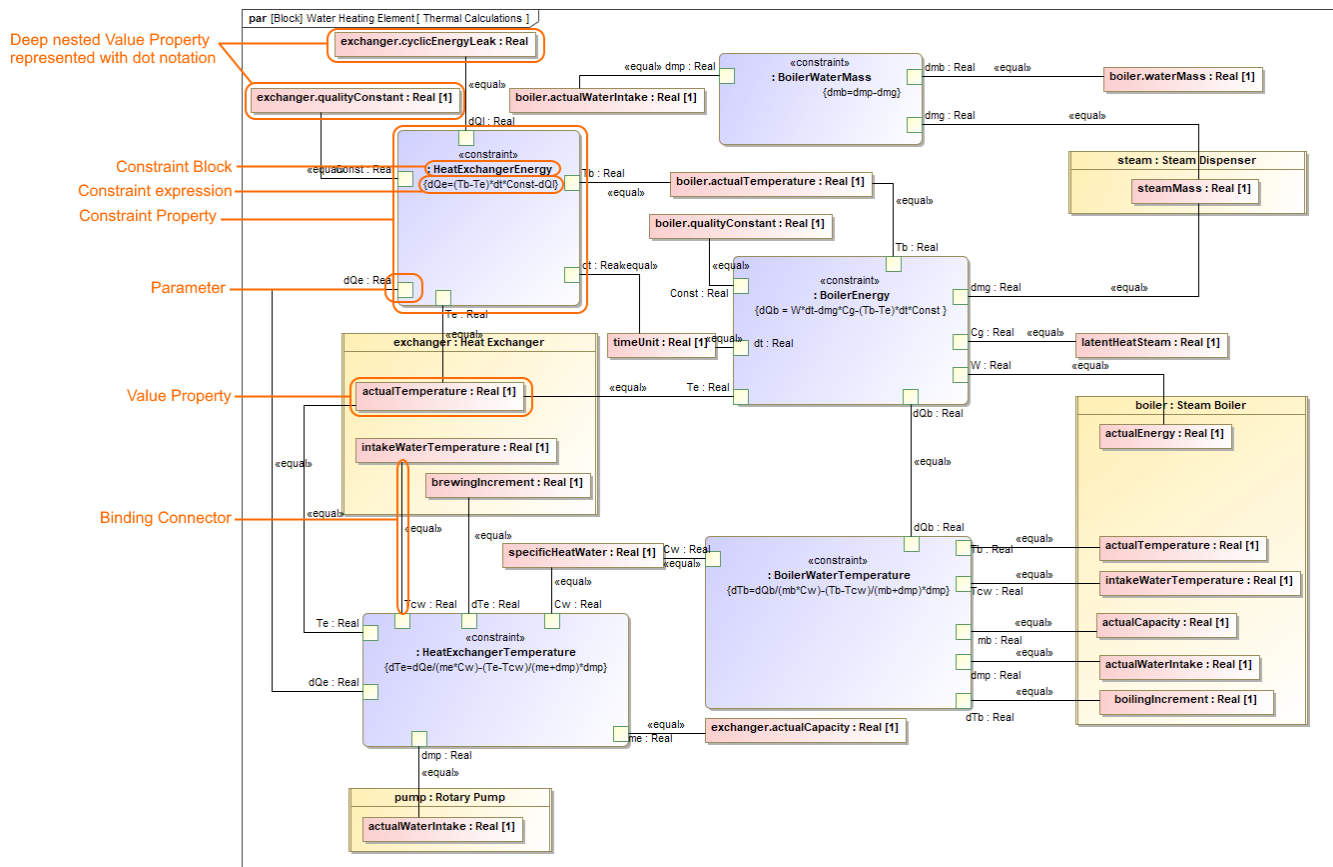 par [Block] Water Heating Element [ Thermal Calculations ]
Deep nested Value Property
represented with dot notation
exchanger.cyclicEnergyLeak : Real
«equal»
exchanger.qualityConstant : Real [1]
dQl : Real
«equal» dmp : Real
boiler.actualWaterIntake : Real [1]
«constraint»
: BoilerWaterMass
{dmb=dmp-dmg}
dmb : Real
«equal»
boiler.waterMass : Real [1]
dmg : Real
«equal»
steam : Steam Dispenser
steamMass : Real [1]
Constraint Block
Constraint expression
Constraint Property
«equal»
Const : Real
«constraint»
: HeatExchangerEnergy
{dQe=(Tb-Te)*dt*Const-dQl}
Tb : Real
«equal»
boiler.actualTemperature : Real [1]
«equal»
boiler.qualityConstant : Real [1]
Tb : Real
dt : Real
«equal»
«equal»
Const : Real
Parameter
dQe : Real
Te : Real
«equal»
«constraint»
: BoilerEnergy
{dQb = W*dt-dmg*Cg-(Tb-Te)*dt*Const }
dmg : Real
«equal»
Cg : Real
«equal»
latentHeatSteam : Real [1]
W : Real
«equal»
timeUnit : Real [1]
«equal»
dt : Real
exchanger : Heat Exchanger
Value Property
actualTemperature : Real [1]
«equal»
Te : Real
dQb : Real
boiler : Steam Boiler
actualEnergy : Real [1]
intakeWaterTemperature : Real [1]
«equal»
brewingIncrement : Real [1]
«equal»
Binding Connector
«equal»
«equal»
«equal»
«equal»
dQb : Real
specificHeatWater : Real [1]
Cw : Real
«equal»
«equal»
«constraint»
: BoilerWaterTemperature
{dTb=dQb/(mb*Cw)-(Tb-Tcw)/(mb+dmp)*dmp}
Tb : Real
«equal»
actualTemperature : Real [1]
Tcw : Real
«equal»
intakeWaterTemperature : Real [1]
mb : Real
«equal»
actualCapacity : Real [1]
dmp : Real
«equal»
actualWaterIntake : Real [1]
dTb : Real
«equal»
boilingIncrement : Real [1]
Tcw : Real
dTe : Real
Cw : Real
Te : Real
«constraint»
: HeatExchangerTemperature
{dTe=dQe/(me*Cw)-(Te-Tcw)/(me+dmp)*dmp}
dQe : Real
me : Real
«equal»
exchanger.actualCapacity : Real [1]
dmp : Real
«equal»
pump : Rotary Pump
actualWaterIntake : Real [1]